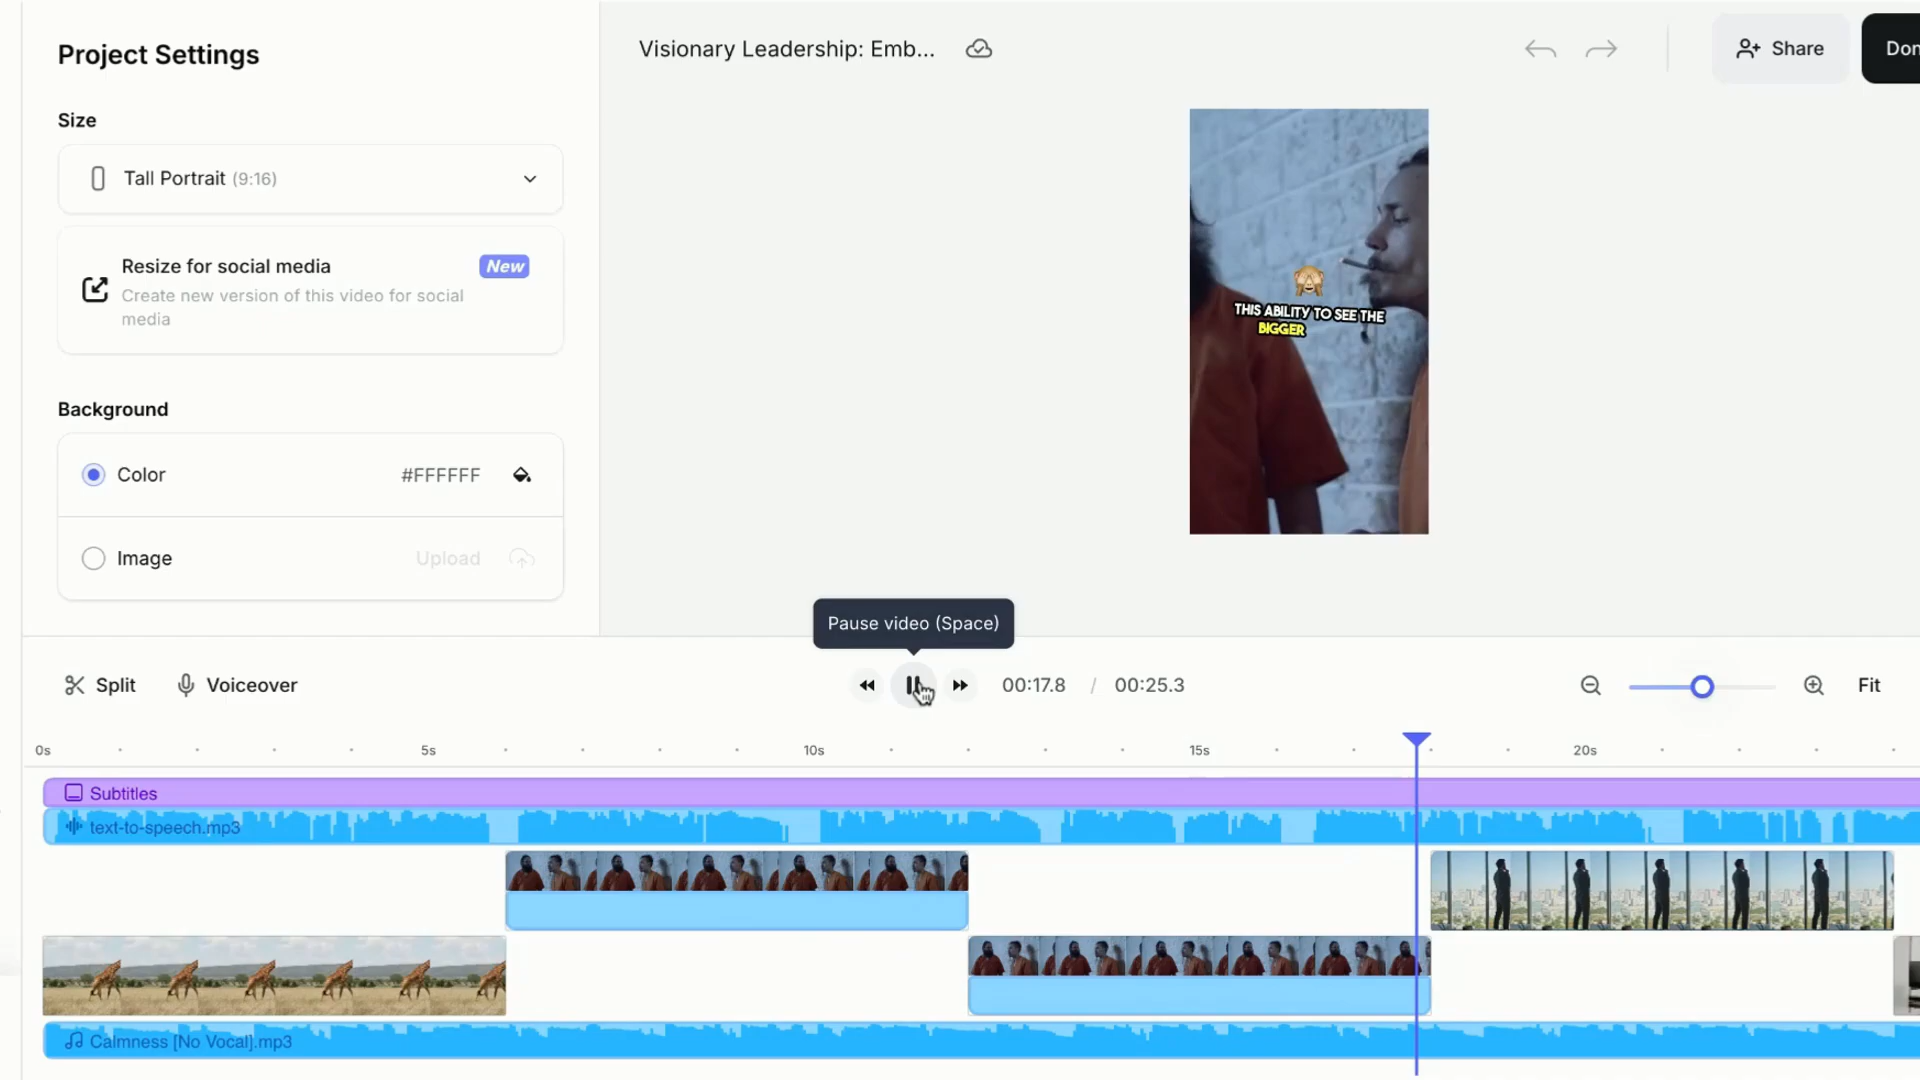 Project Settings
Size
Tall Portrait (9:16)
Resize for social media
New
Create new version of this video for social
media
Background
Color
#FFFFFF
Image
Upload
Visionary Leadership: Emb...
Share
Don
THIS ABILITY TO SEE THE
BIGGER
Pause video (Space)
Split
Voiceover
00:17.8 / 00:25.3
Fit
0s 5s 10s 15s 20s
Subtitles
text-to-speech.mp3
Calmness [No Vocal].mp3